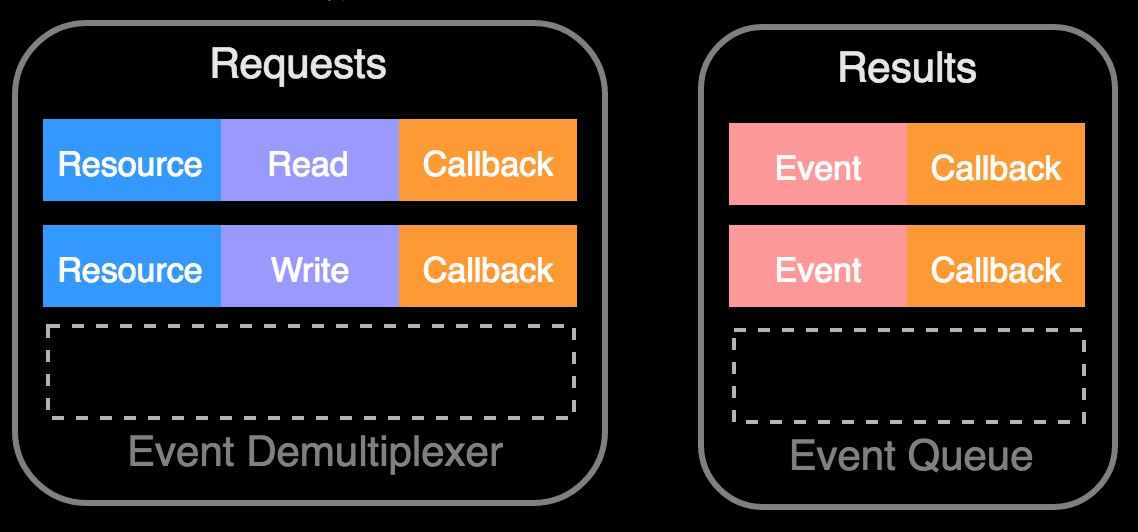 Requests
Resource Read Callback
Resource Write Callback
Event Demultiplexer
Results
Event Callback
Event Callback
Event Queue